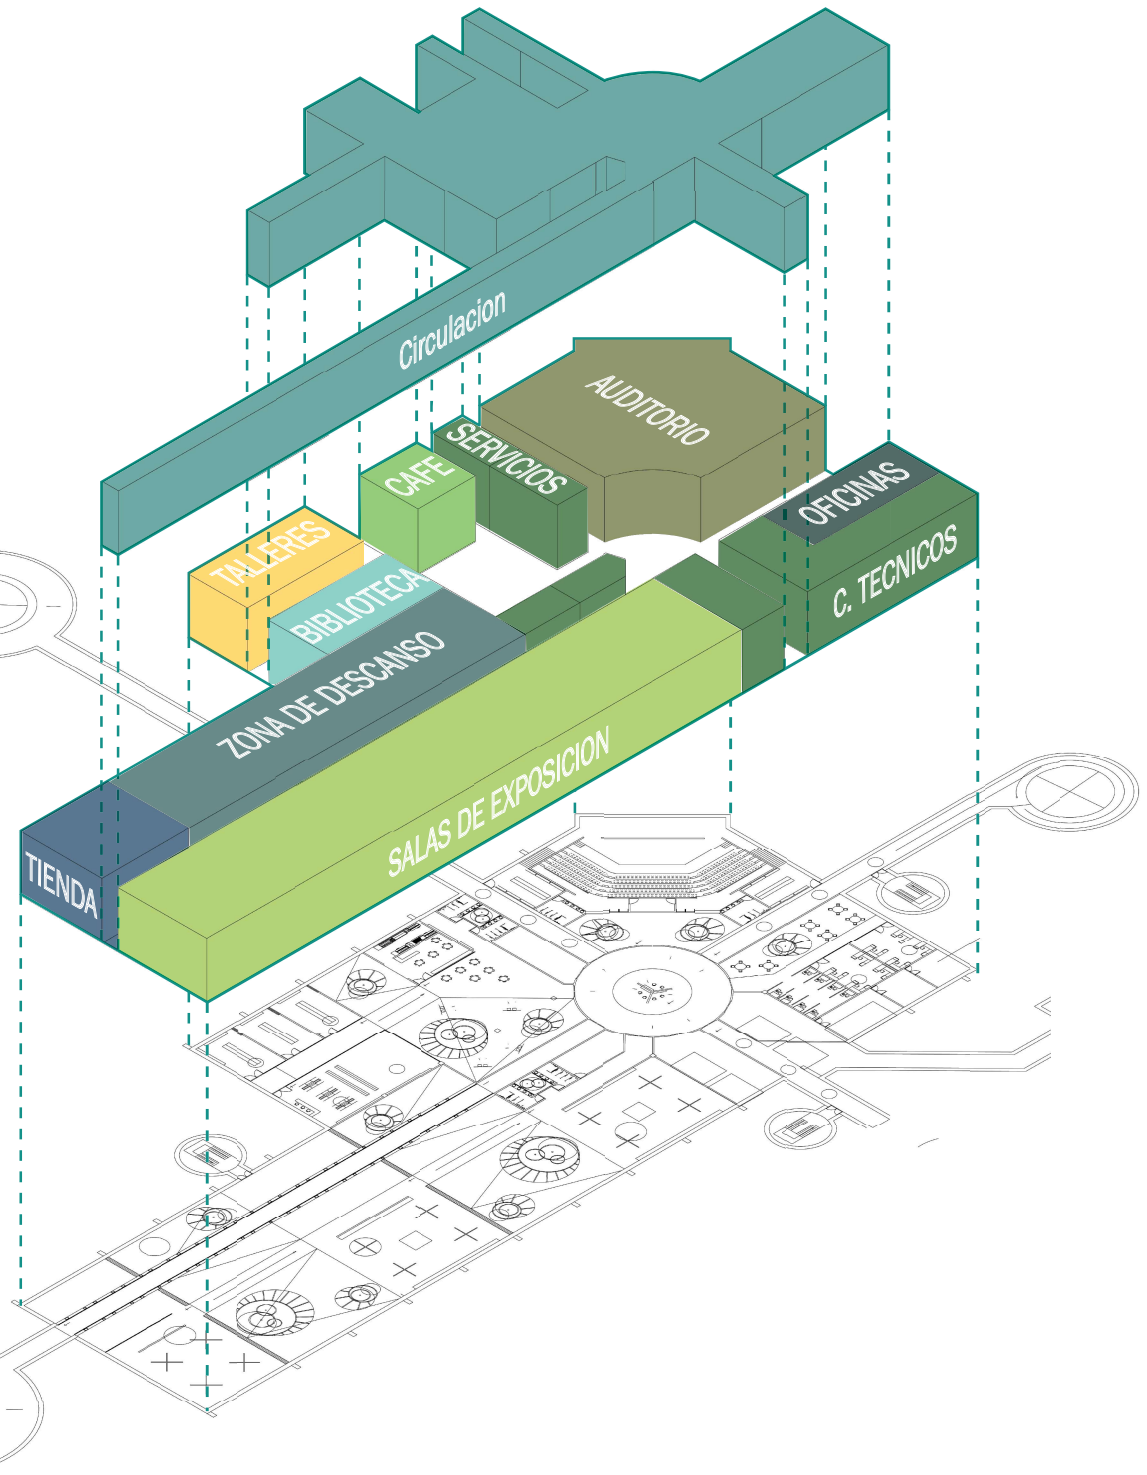 Circulacion
AUDITORIO
SERVICIOS
CAFE
OFICINAS
C. TECNICOS
TALLERES
BIBLIOTECA
ZONA DE DESCANSO
SALAS DE EXPOSICION
TIENDA